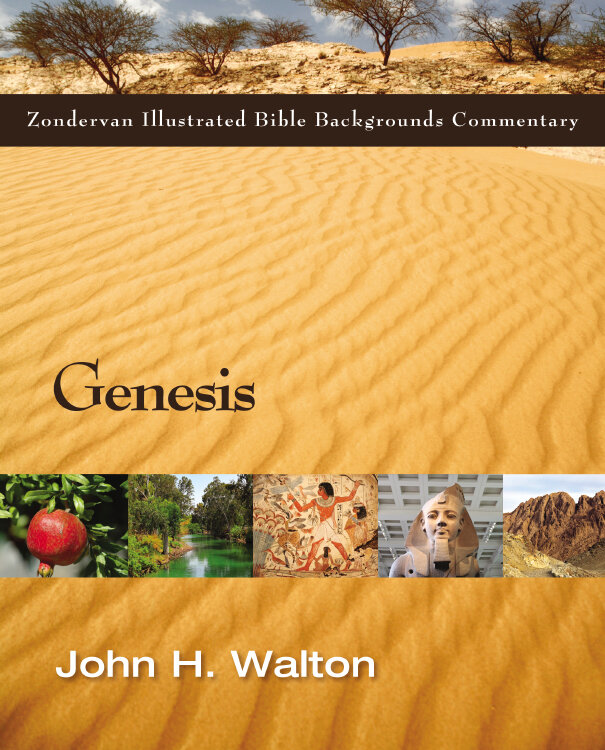 Zondervan Illustrated Bible Backgrounds Commentary
Genesis
John H. Walton